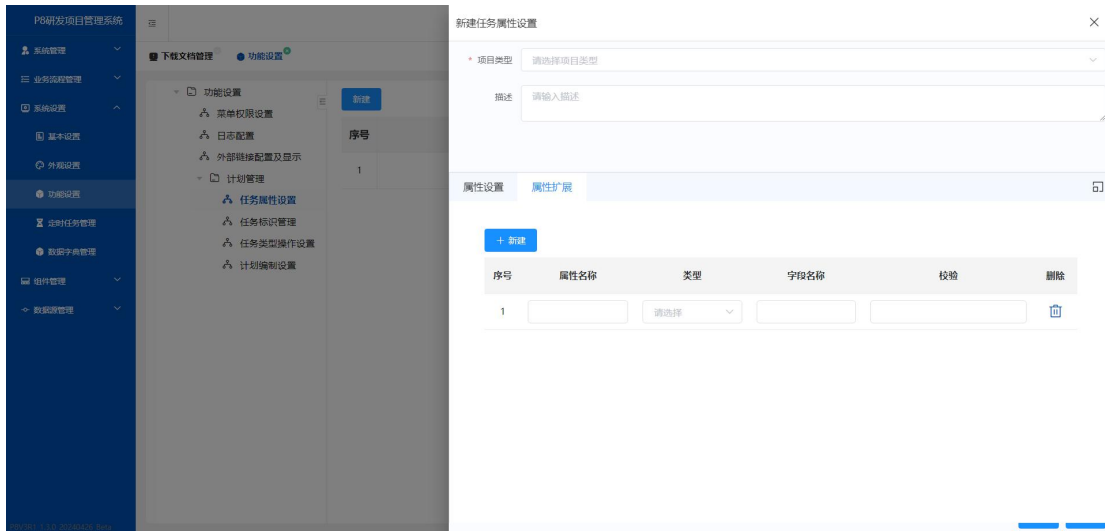 P8研发项目管理系统
系统管理
业务流程管理
系统设置
基本设置
外观设置
功能设置
定时任务管理
数据字典管理
组件管理
数据源管理
下载文档管理
功能设置
功能设置
菜单权限设置
日志配置
外部链接配置及显示
计划管理
任务属性设置
任务标识管理
任务类型操作设置
计划编制设置
新建
序号
1
新建任务属性设置
* 项目类型 请选择项目类型
描述 请输入描述
属性设置 属性扩展
+ 新建
序号 属性名称 类型 字段名称 校验 删除
1 请选择